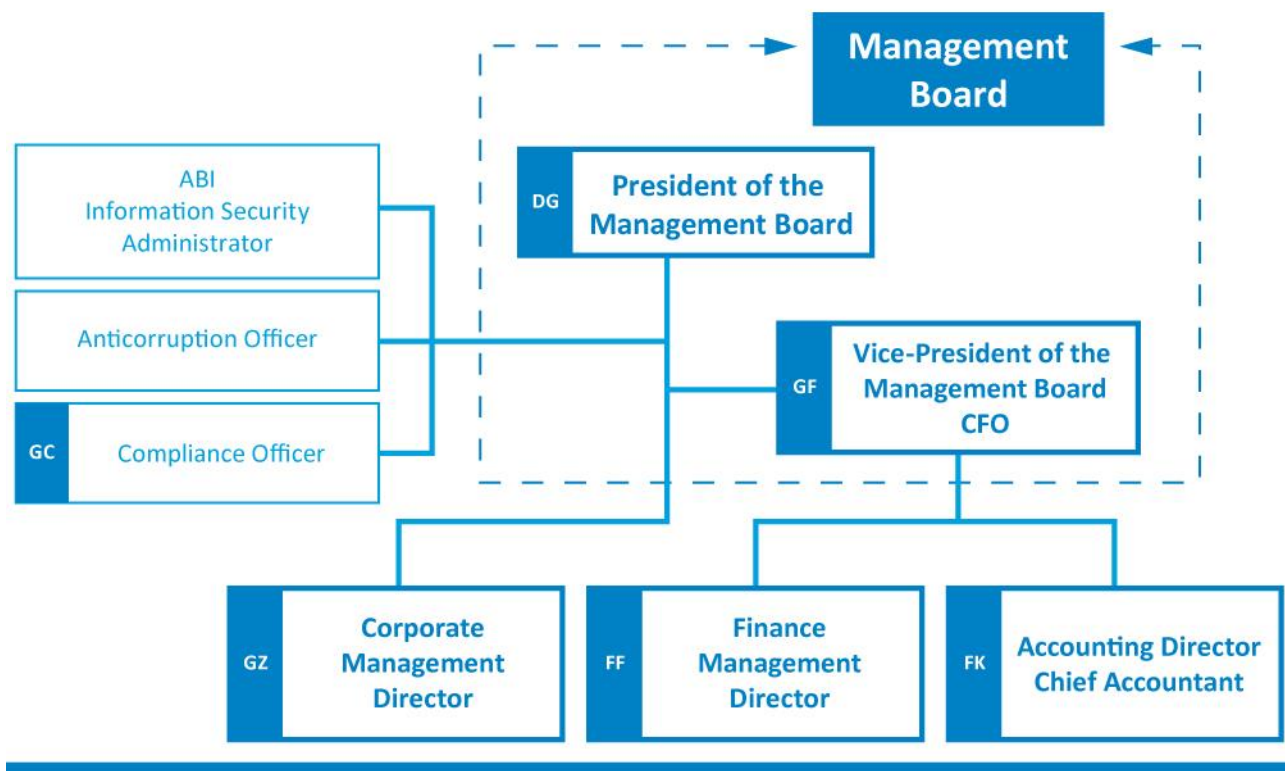 Management
Board
DG
President of the
Management Board
ABI
Information Security
Administrator
Anticorruption Officer
GC
Compliance Officer
GF
Vice-President of the
Management Board
CFO
GZ
Corporate
Management
Director
FF
Finance
Management
Director
FK
Accounting Director
Chief Accountant